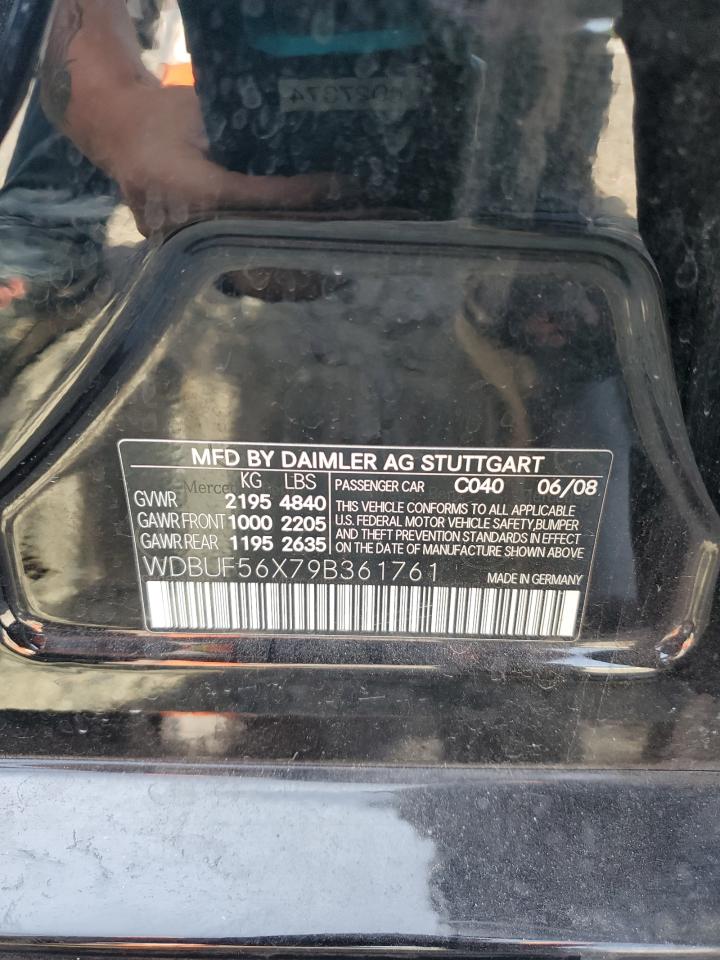 27374
MFD BY DAIMLER AG STUTTGART
Merce
KG LBS
PASSENGER CAR C040 06/08
GVWR 2195 4840
GAWR FRONT 1000 2205
GAWR REAR 1195 2635
THIS VEHICLE CONFORMS TO ALL APPLICABLE
U.S. FEDERAL MOTOR VEHICLE SAFETY,BUMPER
AND THEFT PREVENTION STANDARDS IN EFFECT
ON THE DATE OF MANUFACTURE SHOWN ABOVE
WDBUF56X79B361761
MADE IN GERMANY